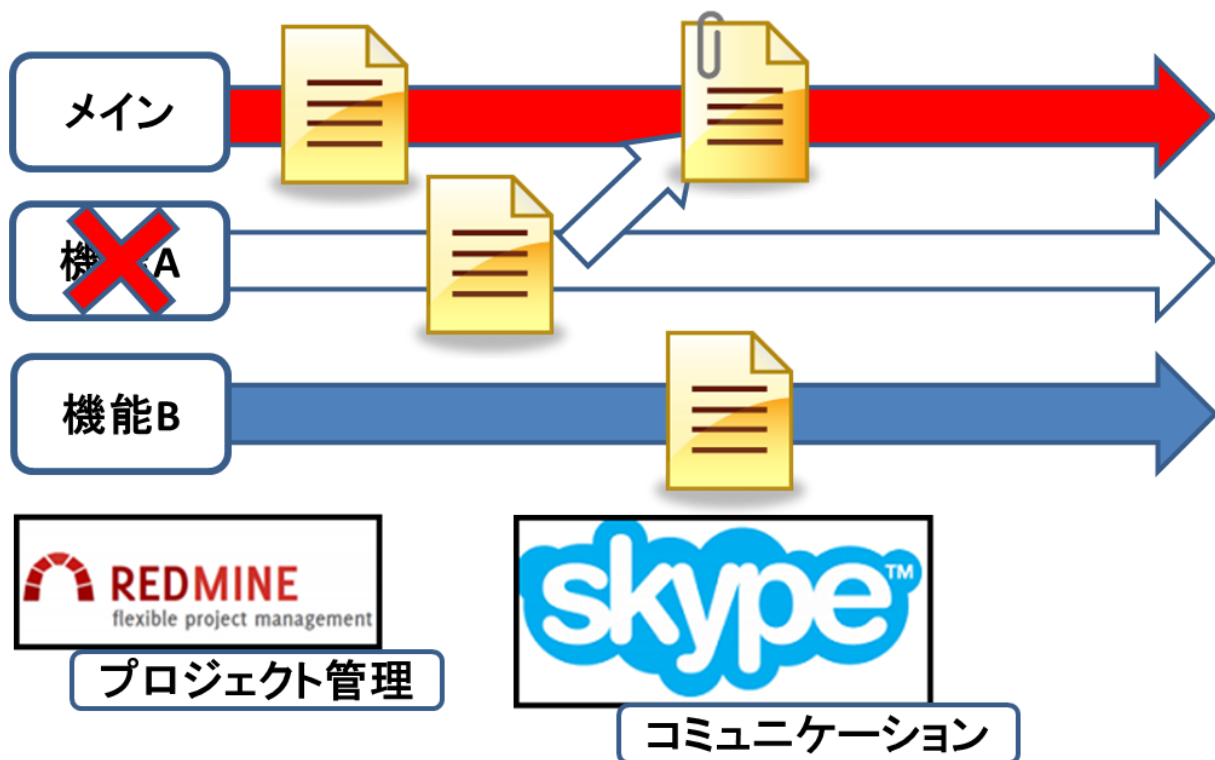 メイン
機 A
機能B
REDMINE
flexible project management
プロジェクト管理
skype™
コミュニケーション